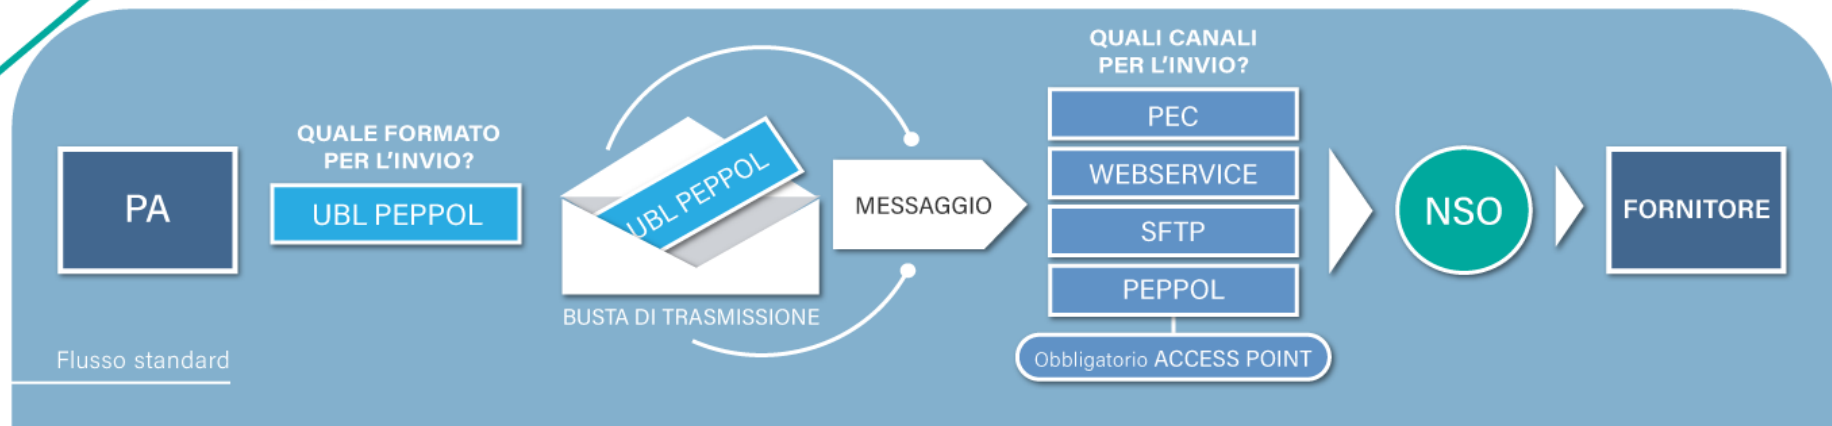 PA
QUALE FORMATO
PER L'INVIO?
UBL PEPPOL
UBL PEPPOL
BUSTA DI TRASMISSIONE
MESSAGGIO
QUALI CANALI
PER L'INVIO?
PEC
WEBSERVICE
SFTP
PEPPOL
Obbligatorio ACCESS POINT
NSO
FORNITORE
Flusso standard